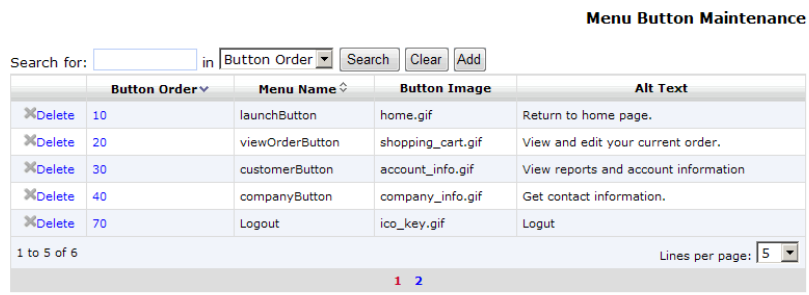 Menu Button Maintenance
Search for: in Button Order Search Clear Add
Button Order Menu Name Button Image Alt Text
Delete 10 launchButton home.gif Return to home page.
Delete 20 viewOrderButton shopping_cart.gif View and edit your current order.
Delete 30 customerButton account_info.gif View reports and account information
Delete 40 companyButton company_info.gif Get contact information.
Delete 70 Logout ico_key.gif Logut
1 to 5 of 6 Lines per page: 5
1 2